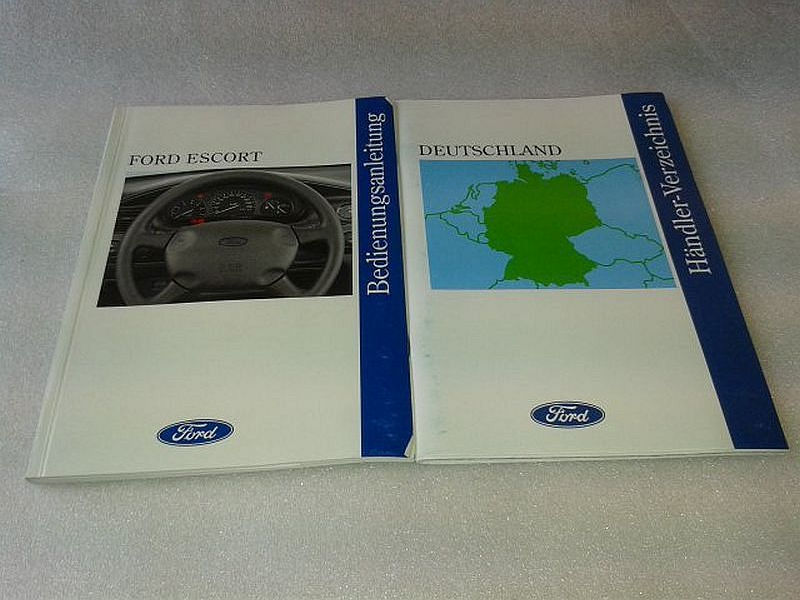 FORD ESCORT
Bedienungsanleitung
Ford
DEUTSCHLAND
Händler-Verzeichnis
Ford